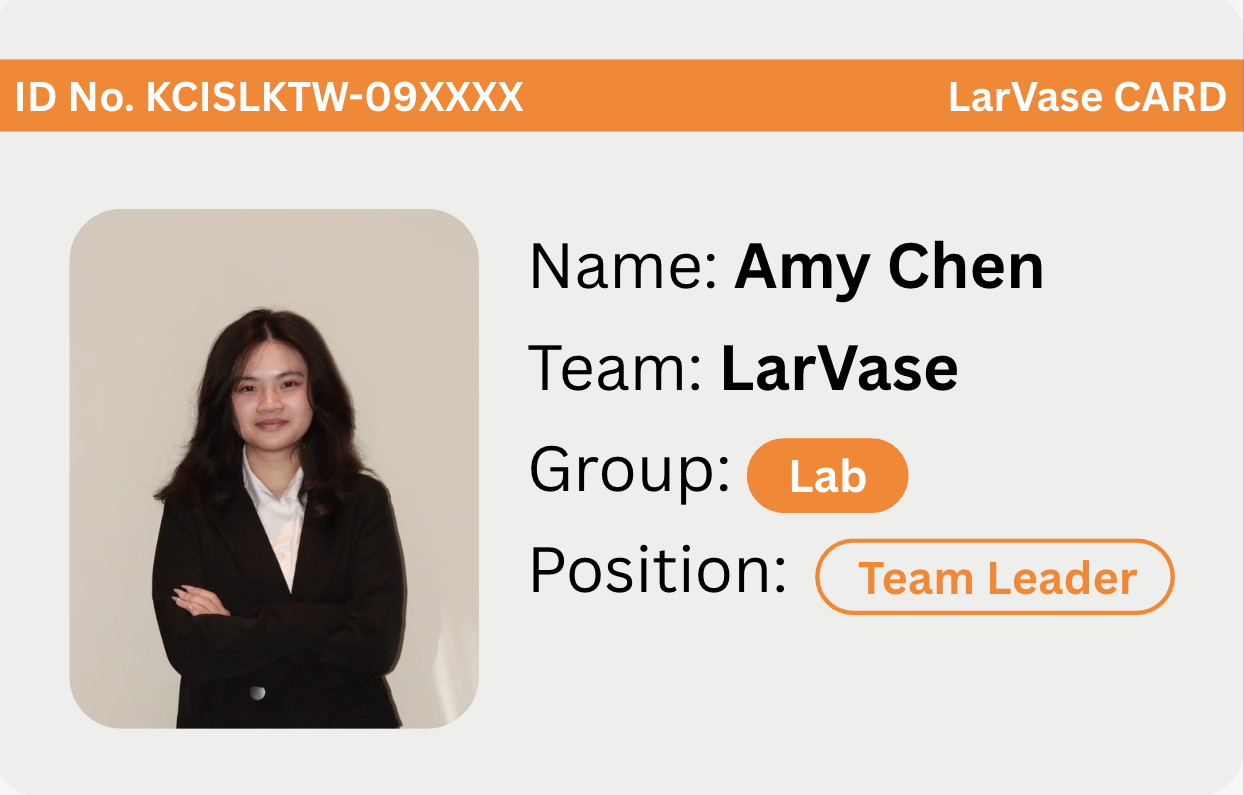 ID No. KCISLKTW-09XXXX
LarVase CARD
Name: Amy Chen
Team: LarVase
Group: Lab
Position: Team Leader